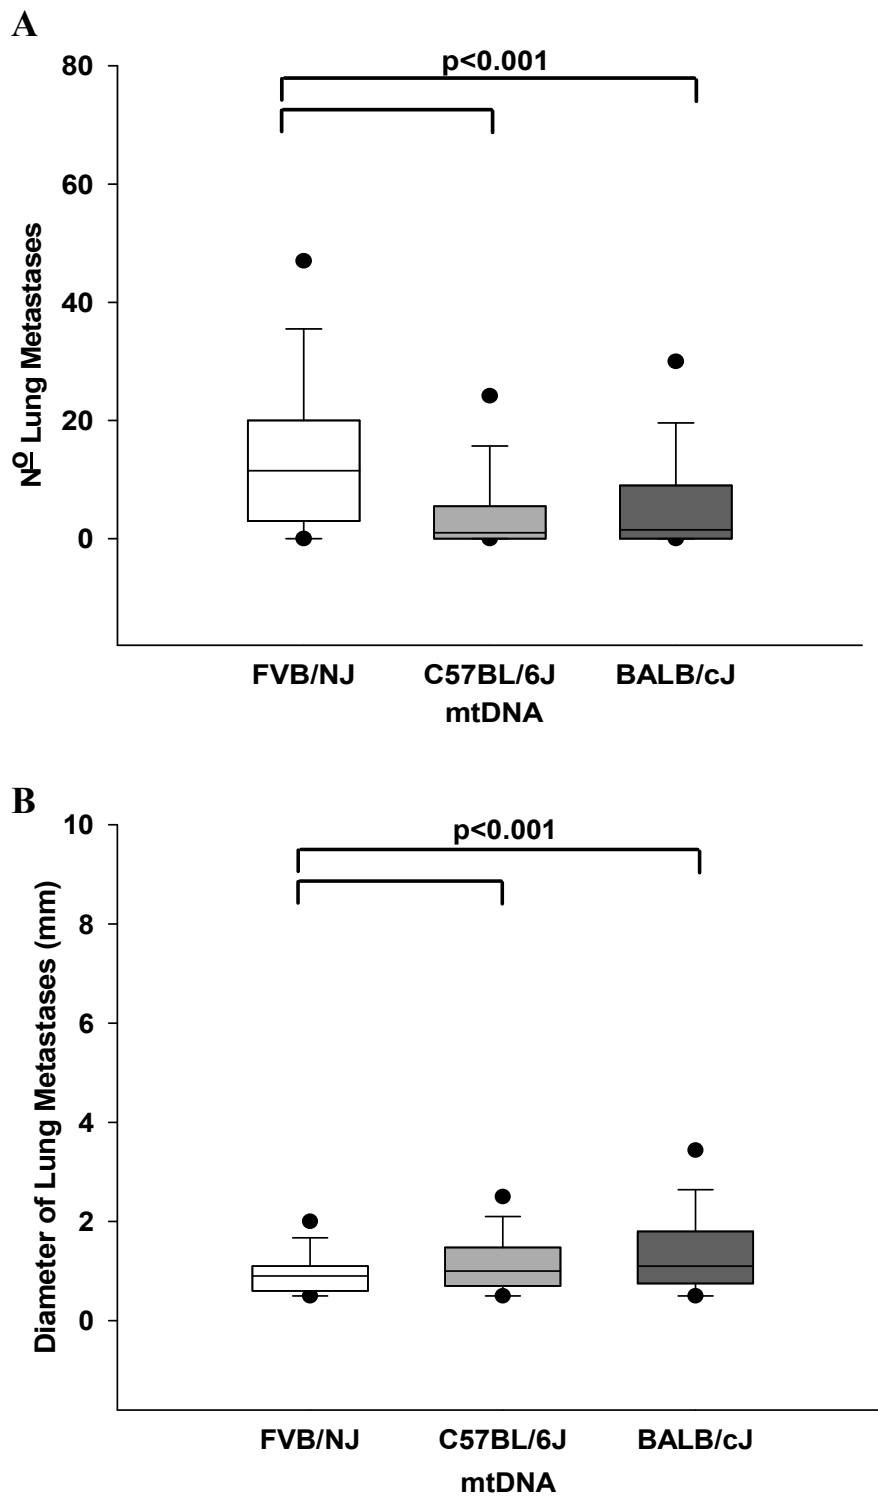 A
p<0.001
80
60
40
20
0
Nº Lung Metastases
FVB/NJ C57BL/6J BALB/cJ
mtDNA
B
p<0.001
10
8
6
4
2
0
Diameter of Lung Metastases (mm)
FVB/NJ C57BL/6J BALB/cJ
mtDNA